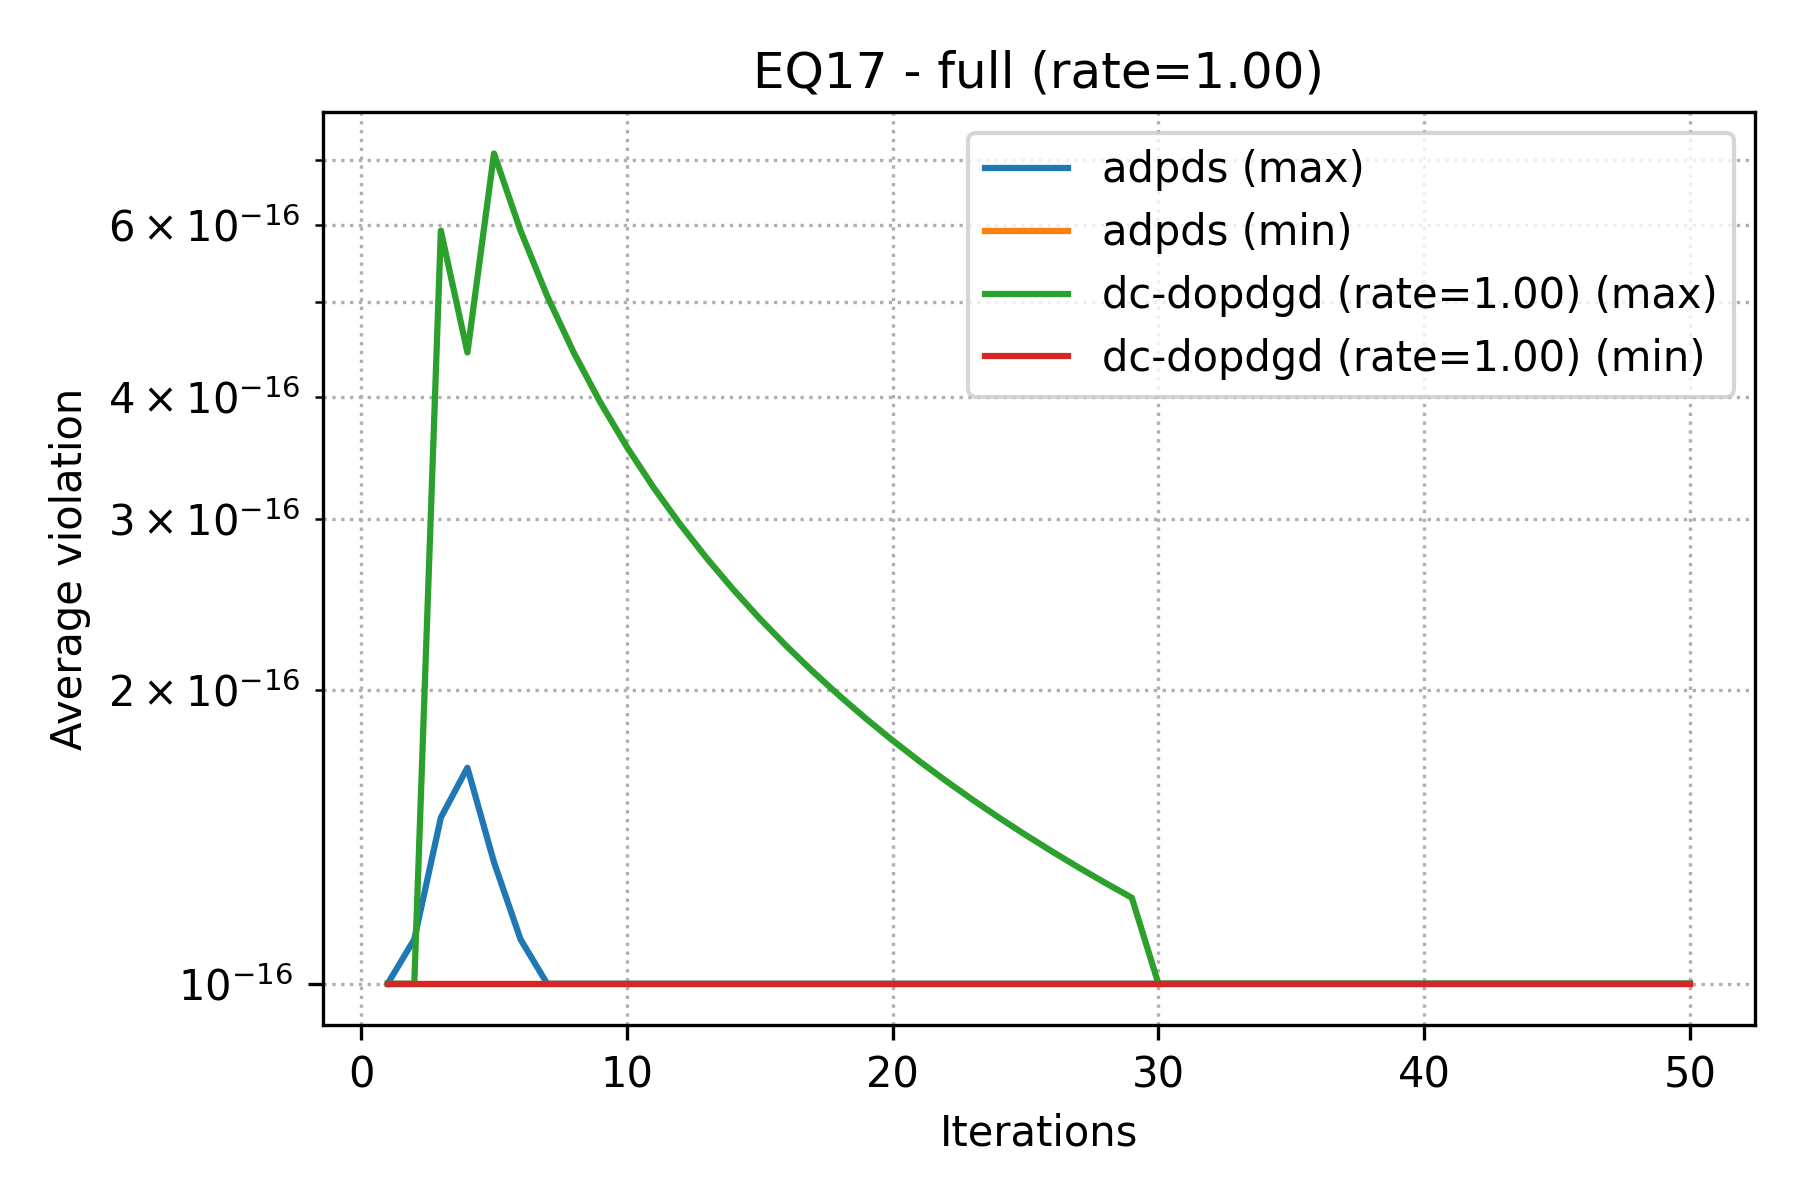 EQ17 - full (rate=1.00)
adpds (max)
adpds (min)
dc-dopdgd (rate=1.00) (max)
dc-dopdgd (rate=1.00) (min)
Average violation
6 × 10⁻¹⁶
4 × 10⁻¹⁶
3 × 10⁻¹⁶
2 × 10⁻¹⁶
10⁻¹⁶
0 10 20 30 40 50
Iterations